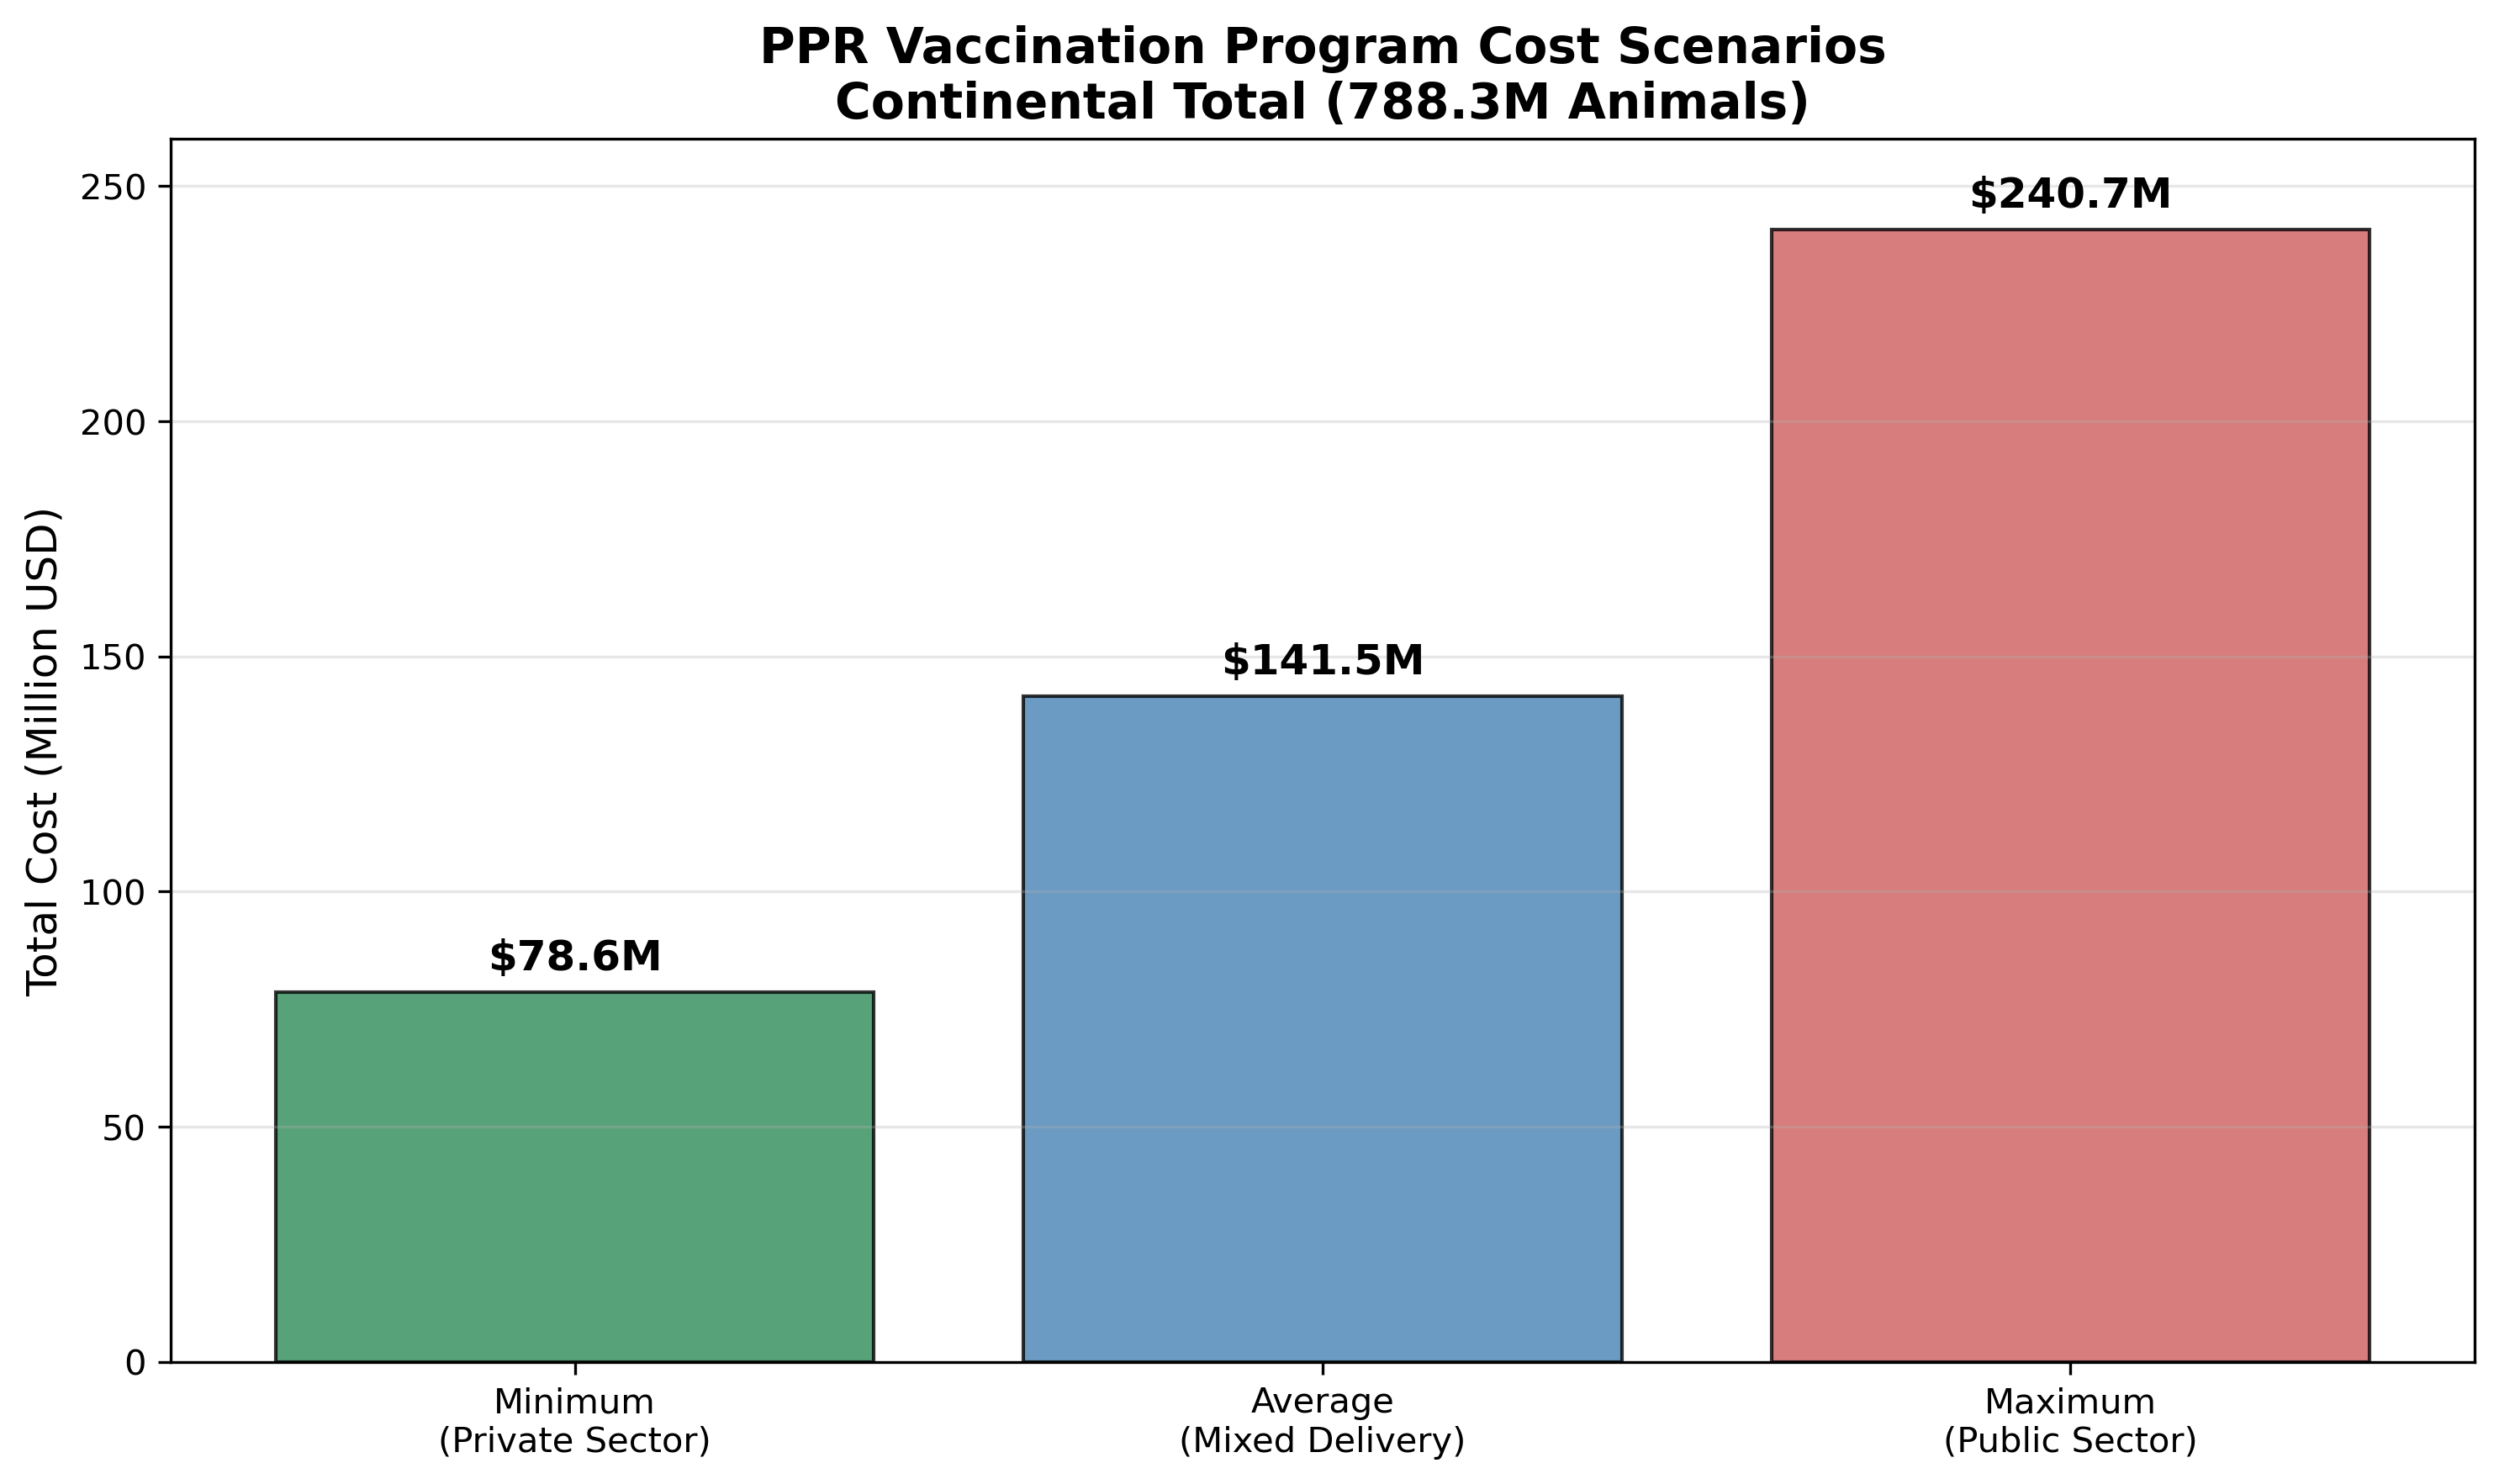 PPR Vaccination Program Cost Scenarios
Continental Total (788.3M Animals)
Total Cost (Million USD)
250
200
150
100
50
0
$78.6M
$141.5M
$240.7M
Minimum
(Private Sector)
Average
(Mixed Delivery)
Maximum
(Public Sector)